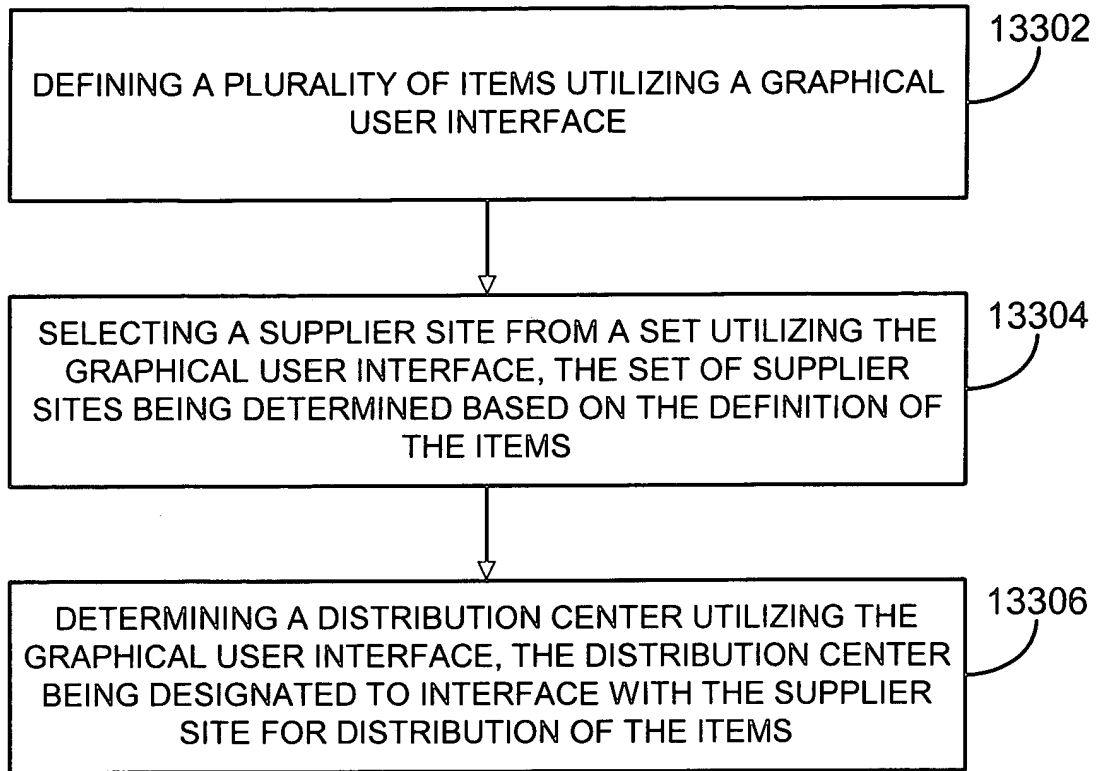 13302
DEFINING A PLURALITY OF ITEMS UTILIZING A GRAPHICAL
USER INTERFACE
13304
SELECTING A SUPPLIER SITE FROM A SET UTILIZING THE
GRAPHICAL USER INTERFACE, THE SET OF SUPPLIER
SITES BEING DETERMINED BASED ON THE DEFINITION OF
THE ITEMS
13306
DETERMINING A DISTRIBUTION CENTER UTILIZING THE
GRAPHICAL USER INTERFACE, THE DISTRIBUTION CENTER
BEING DESIGNATED TO INTERFACE WITH THE SUPPLIER
SITE FOR DISTRIBUTION OF THE ITEMS